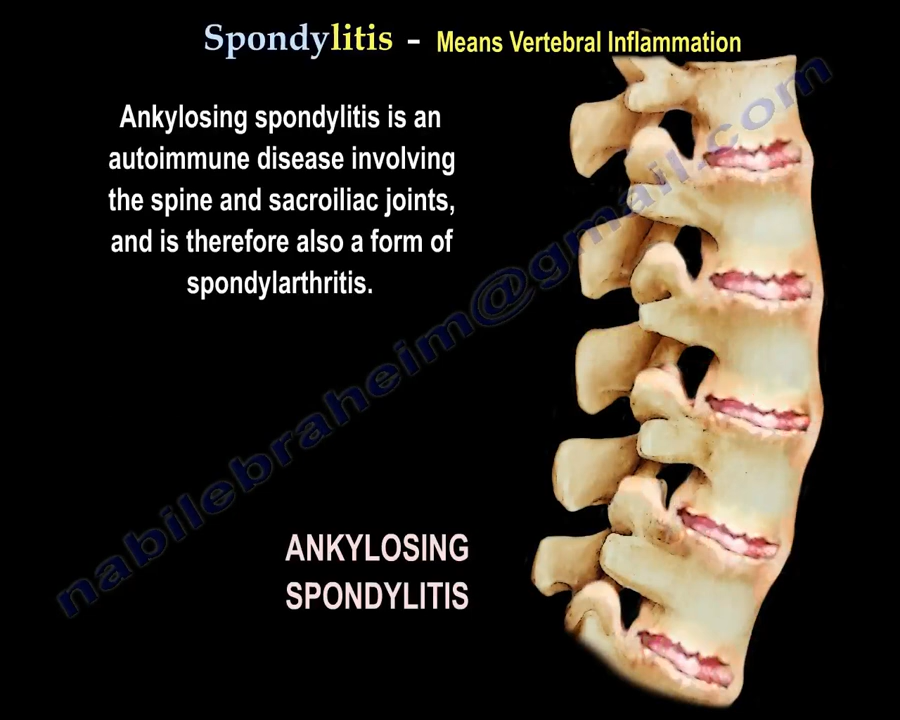 Spondylitis - Means Vertebral Inflammation
Ankylosing spondylitis is an
autoimmune disease involving
the spine and sacroiliac joints,
and is therefore also a form of
spondylarthritis.
nabilebraheim@gmail.com
ANKYLOSING
SPONDYLITIS